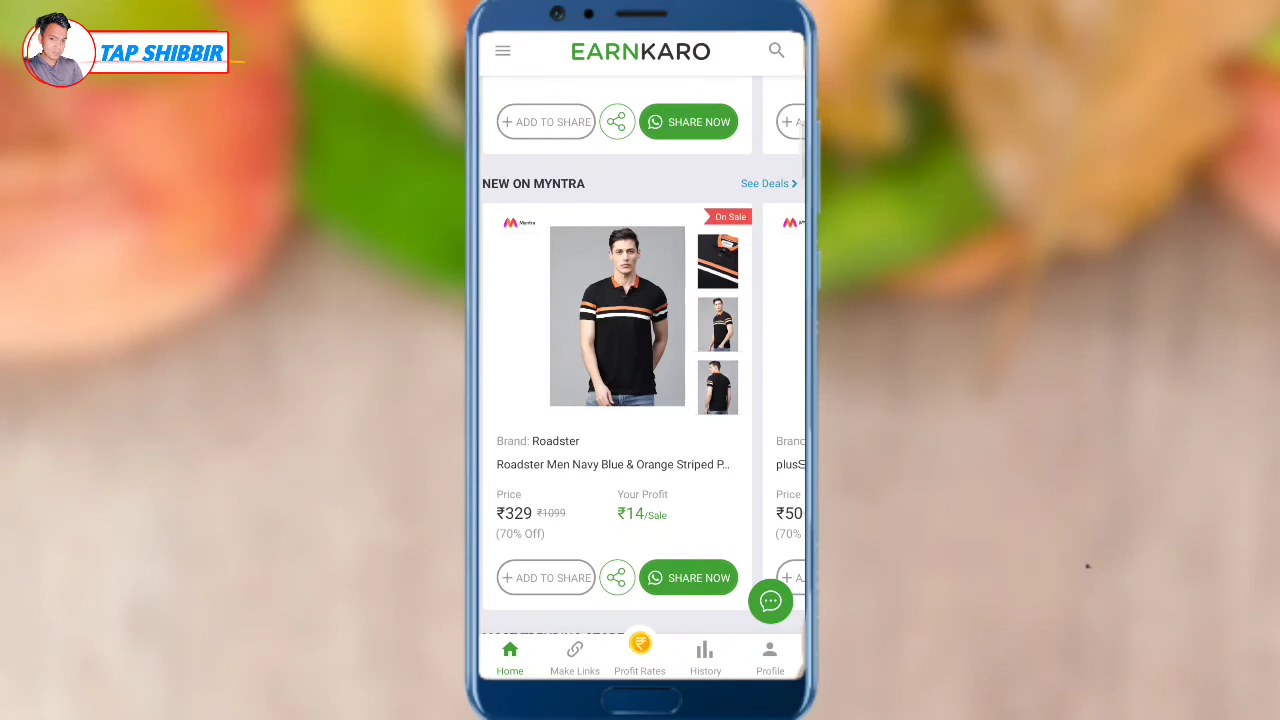 TAP SHIBBIR
EARNKARO
+ ADD TO SHARE
SHARE NOW
+
NEW ON MYNTRA
See Deals >
Myntra
On Sale
Brand: Roadster
Roadster Men Navy Blue & Orange Striped P...
Price
Your Profit
₹329 ₹1099
₹14/Sale
(70% Off)
+ ADD TO SHARE
SHARE NOW
Price
(70%
+
Home
Make Links
Profit Rates
History
Profile